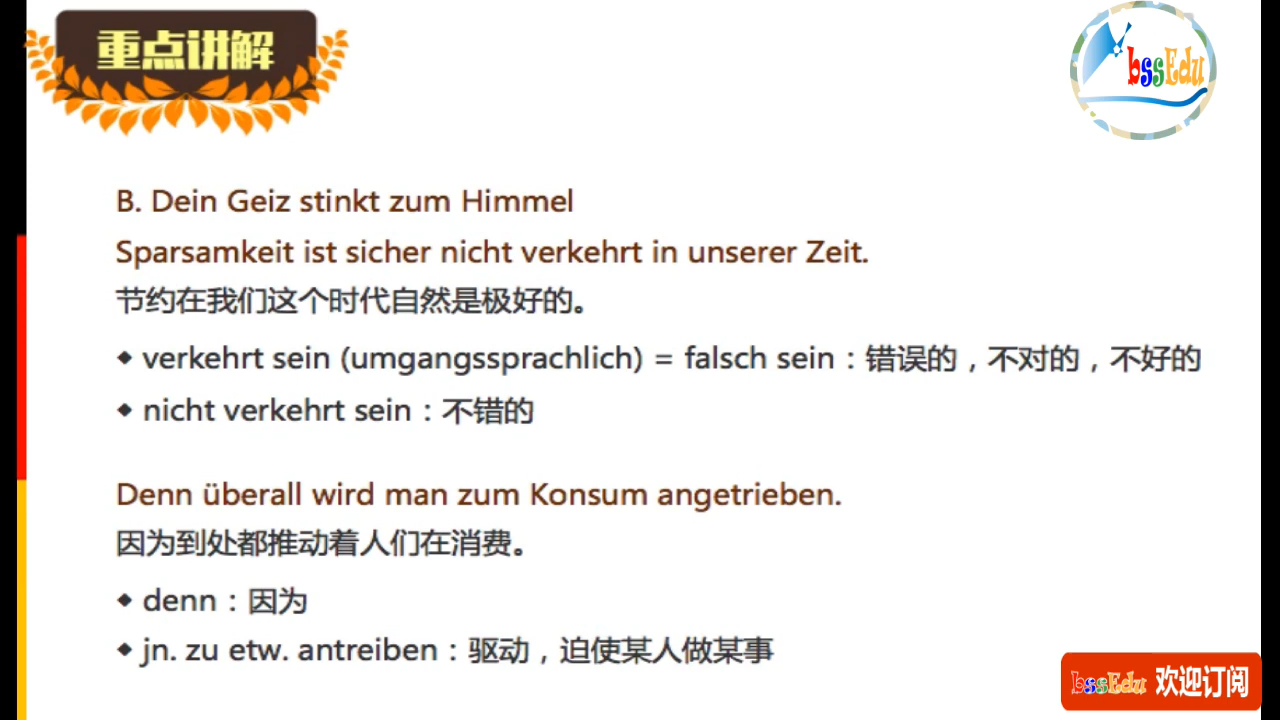 重点讲解
bssEdu
B. Dein Geiz stinkt zum Himmel
Sparsamkeit ist sicher nicht verkehrt in unserer Zeit.
节约在我们这个时代自然是极好的。
◆ verkehrt sein (umgangssprachlich) = falsch sein：错误的，不对的，不好的
◆ nicht verkehrt sein：不错的
Denn überall wird man zum Konsum angetrieben.
因为到处都推动着人们在消费。
◆ denn：因为
◆ jn. zu etw. antreiben：驱动，迫使某人做某事
bssEdu 欢迎订阅